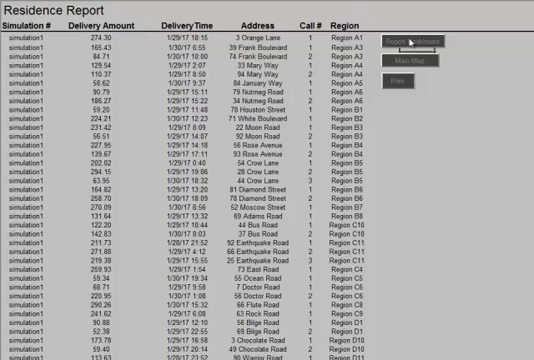 Residence Report
Simulation # Delivery Amount Delivery Time Address Call # Region
simulation1 274.30 1/29/17 18:15 3 Orange Lane 1 Region A1
simulation1 165.43 1/30/17 6:55 39 Frank Boulevard 1 Region A3
simulation1 84.71 1/30/17 10:00 74 Frank Boulevard 2 Region A3
simulation1 129.54 1/29/17 2:07 33 Mary Way 1 Region A4
simulation1 110.37 1/29/17 8:50 94 Mary Way 2 Region A4
simulation1 58.62 1/30/17 9:37 84 January Way 1 Region A5
simulation1 90.79 1/29/17 15:11 79 Nutmeg Road 1 Region A6
simulation1 186.27 1/29/17 15:22 34 Nutmeg Road 2 Region A6
simulation1 59.20 1/29/17 11:48 78 Houston Street 1 Region B1
simulation1 224.21 1/30/17 12:23 71 White Boulevard 1 Region B2
simulation1 231.42 1/29/17 8:09 22 Moon Road 1 Region B3
simulation1 56.51 1/29/17 14:07 92 Moon Road 2 Region B3
simulation1 227.95 1/29/17 14:18 56 Rose Avenue 1 Region B4
simulation1 139.67 1/29/17 17:11 93 Rose Avenue 2 Region B4
simulation1 202.02 1/29/17 0:40 54 Crow Lane 1 Region B5
simulation1 294.15 1/29/17 19:06 28 Crow Lane 2 Region B5
simulation1 63.95 1/30/17 18:32 44 Crow Lane 3 Region B5
simulation1 164.82 1/29/17 13:20 81 Diamond Street 1 Region B6
simulation1 258.70 1/30/17 18:09 78 Diamond Street 2 Region B6
simulation1 270.09 1/30/17 8:56 52 Moscow Street 1 Region B7
simulation1 131.64 1/29/17 13:32 69 Adams Road 1 Region B8
simulation1 122.20 1/29/17 10:44 44 Bus Road 1 Region C10
simulation1 142.83 1/30/17 8:03 37 Bus Road 2 Region C10
simulation1 211.73 1/28/17 21:52 92 Earthquake Road 1 Region C11
simulation1 271.88 1/29/17 4:12 66 Earthquake Road 2 Region C11
simulation1 219.38 1/29/17 15:55 25 Earthquake Road 3 Region C11
simulation1 259.93 1/29/17 1:54 73 East Road 1 Region C4
simulation1 59.34 1/30/17 19:34 55 Ocean Road 1 Region C5
simulation1 68.71 1/29/17 9:58 7 Doctor Road 1 Region C6
simulation1 220.95 1/30/17 1:08 56 Doctor Road 2 Region C6
simulation1 290.26 1/30/17 15:32 66 Flute Road 1 Region C8
simulation1 241.62 1/29/17 6:08 63 Rock Road 1 Region C9
simulation1 90.88 1/29/17 12:10 56 Bilge Road 1 Region D1
simulation1 52.38 1/29/17 22:55 69 Bilge Road 2 Region D1
simulation1 173.78 1/29/17 16:58 3 Chocolate Road 1 Region D10
simulation1 59.40 1/29/17 20:14 49 Chocolate Road 2 Region D10
simulation1 113.63 1/28/17 23:52 90 Warrior Road 1 Region D11
Report Dashboard
Main Map
Print